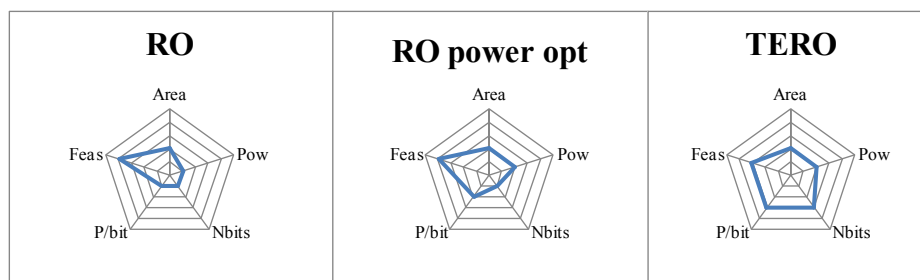 RO
Area
Feas
Pow
P/bit
Nbits
RO power opt
Area
Feas
Pow
P/bit
Nbits
TERO
Area
Feas
Pow
P/bit
Nbits